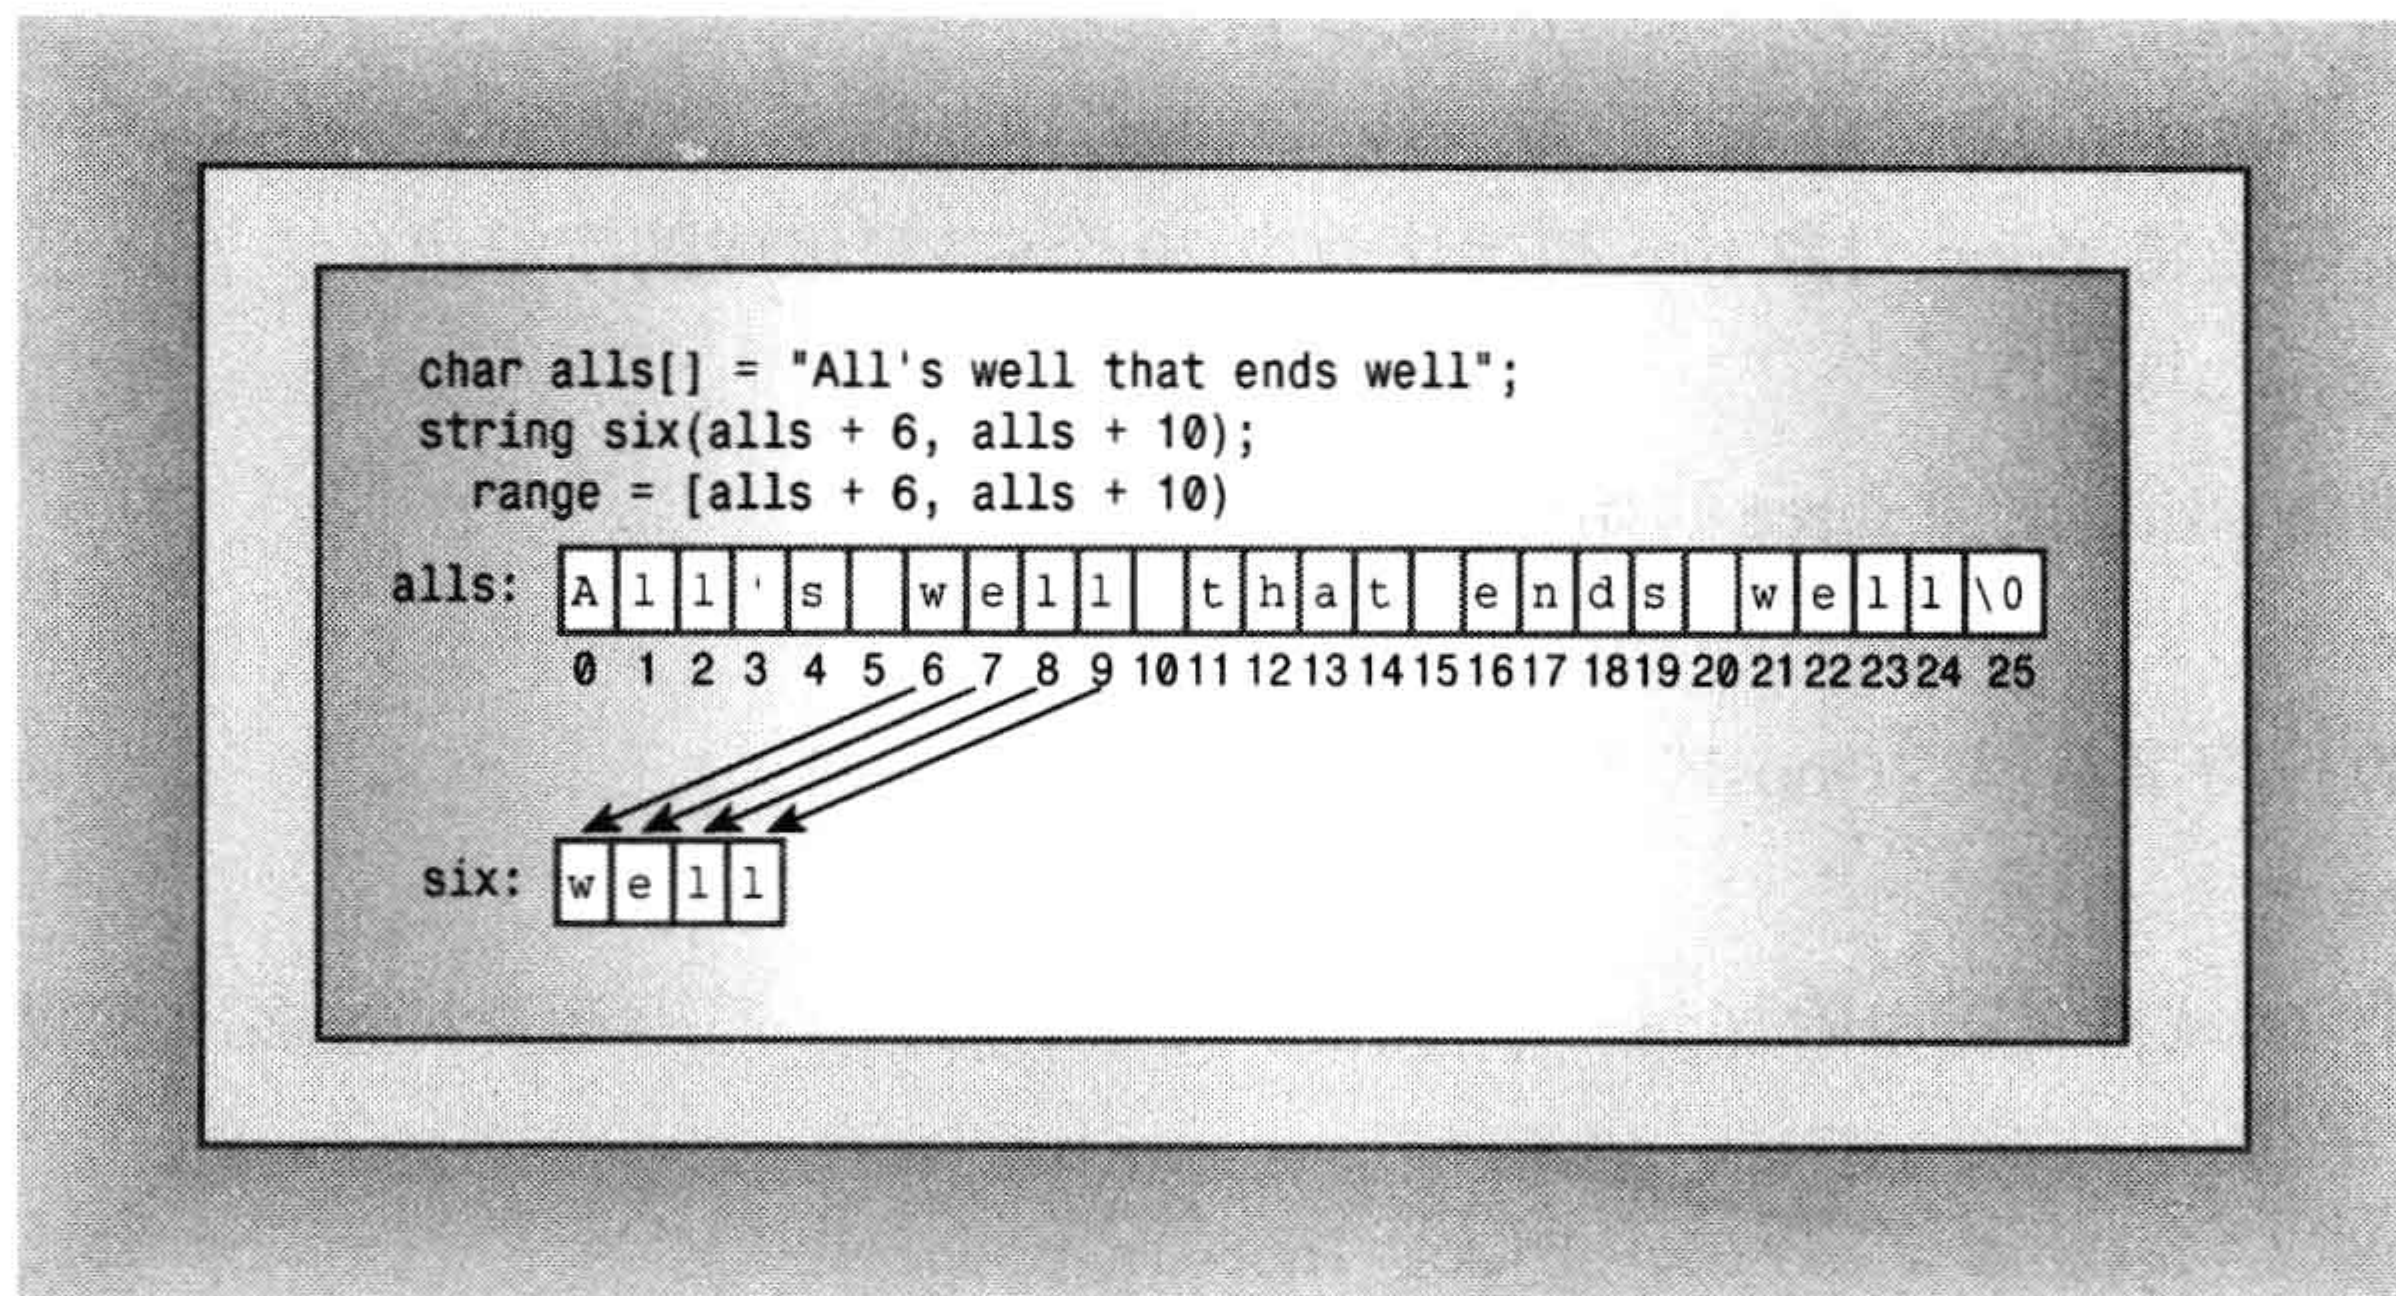 char alls[] = "All's well that ends well";
string six(alls + 6, alls + 10);
range = [alls + 6, alls + 10)
alls: A l l ' s w e l l t h a t e n d s w e l l \0
0 1 2 3 4 5 6 7 8 9 10 11 12 13 14 15 16 17 18 19 20 21 22 23 24 25
six: w e l l